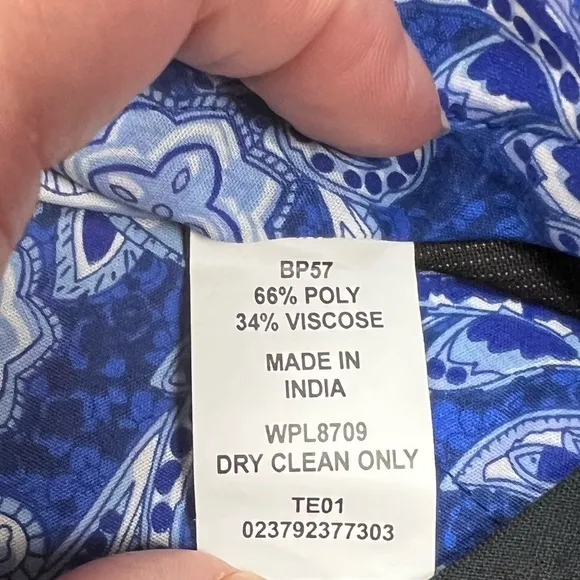 BP57
66% POLY
34% VISCOSE
MADE IN
INDIA
WPL8709
DRY CLEAN ONLY
TE01
023792377303